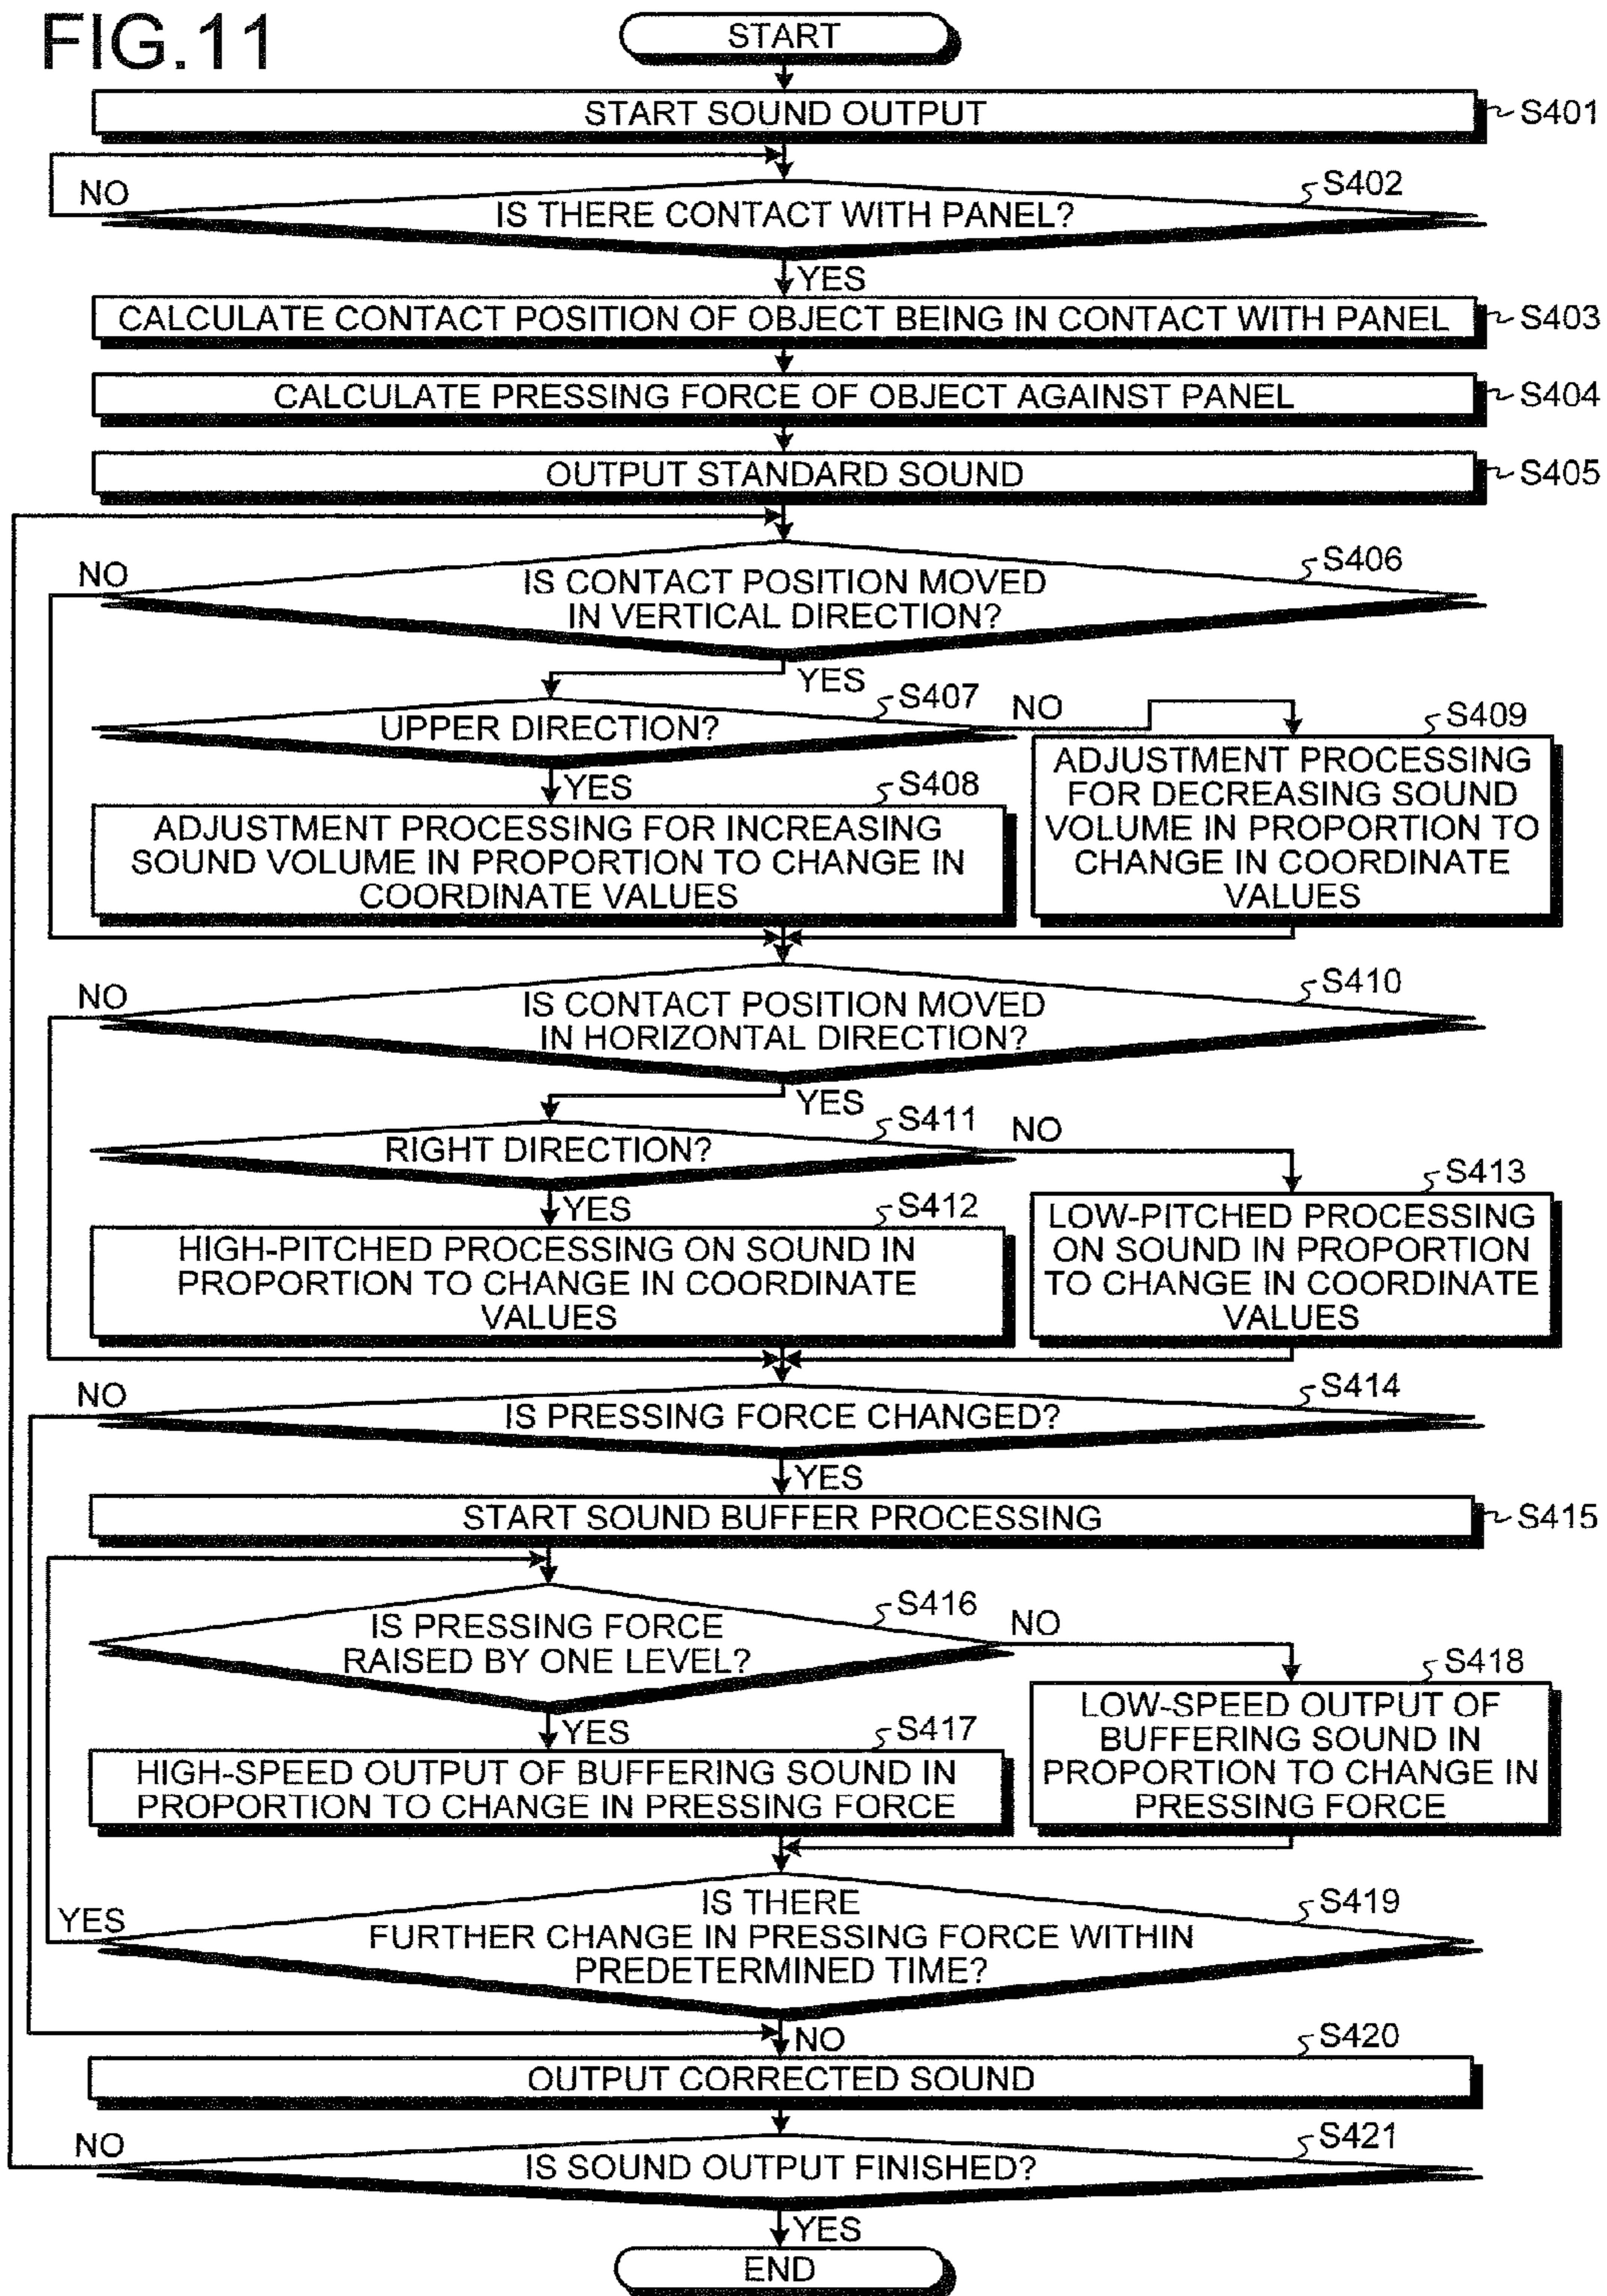 FIG.11
START
START SOUND OUTPUT
S401
NO
S402
IS THERE CONTACT WITH PANEL?
YES
CALCULATE CONTACT POSITION OF OBJECT BEING IN CONTACT WITH PANEL
S403
CALCULATE PRESSING FORCE OF OBJECT AGAINST PANEL
S404
OUTPUT STANDARD SOUND
S405
NO
S406
IS CONTACT POSITION MOVED
IN VERTICAL DIRECTION?
YES
S407
UPPER DIRECTION?
NO
S409
YES
S408
ADJUSTMENT PROCESSING FOR INCREASING
SOUND VOLUME IN PROPORTION TO CHANGE IN
COORDINATE VALUES
ADJUSTMENT PROCESSING
FOR DECREASING SOUND
VOLUME IN PROPORTION TO
CHANGE IN COORDINATE
VALUES
NO
S410
IS CONTACT POSITION MOVED
IN HORIZONTAL DIRECTION?
YES
S411
RIGHT DIRECTION?
NO
S413
YES
S412
HIGH-PITCHED PROCESSING ON SOUND IN
PROPORTION TO CHANGE IN COORDINATE
VALUES
LOW-PITCHED PROCESSING
ON SOUND IN PROPORTION
TO CHANGE IN COORDINATE
VALUES
NO
S414
IS PRESSING FORCE CHANGED?
YES
START SOUND BUFFER PROCESSING
S415
S416
IS PRESSING FORCE
RAISED BY ONE LEVEL?
NO
S418
YES
S417
HIGH-SPEED OUTPUT OF BUFFERING SOUND IN
PROPORTION TO CHANGE IN PRESSING FORCE
LOW-SPEED OUTPUT OF
BUFFERING SOUND IN
PROPORTION TO CHANGE IN
PRESSING FORCE
YES
S419
IS THERE
FURTHER CHANGE IN PRESSING FORCE WITHIN
PREDETERMINED TIME?
NO
S420
OUTPUT CORRECTED SOUND
NO
S421
IS SOUND OUTPUT FINISHED?
YES
END